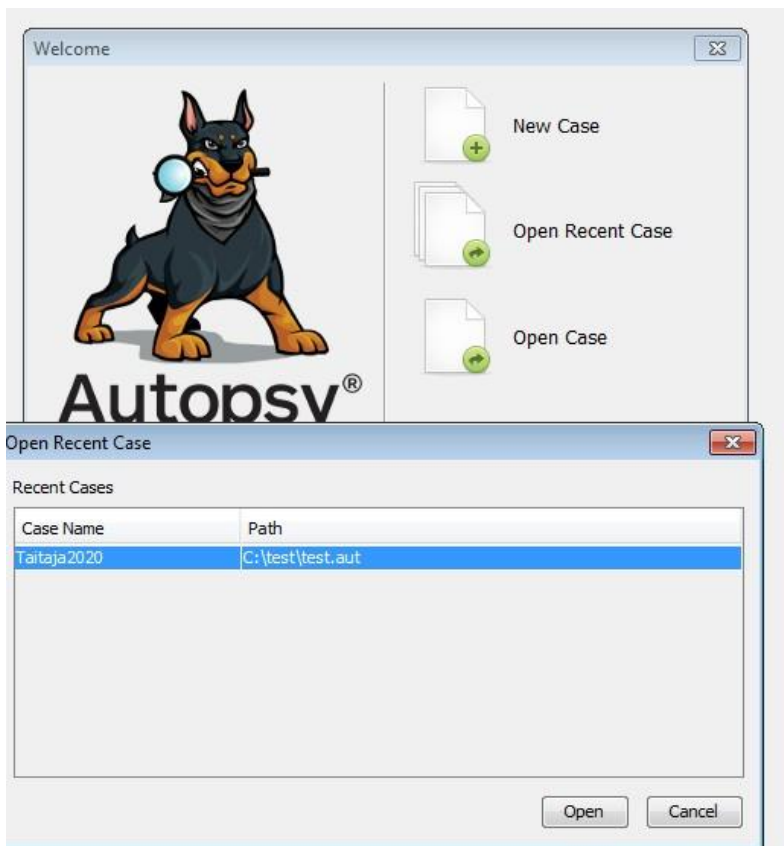 Welcome
New Case
Open Recent Case
Open Case
Autopsy®
Open Recent Case
Recent Cases
Case Name Path
Taitaja2020 C:\test\test.aut
Open Cancel